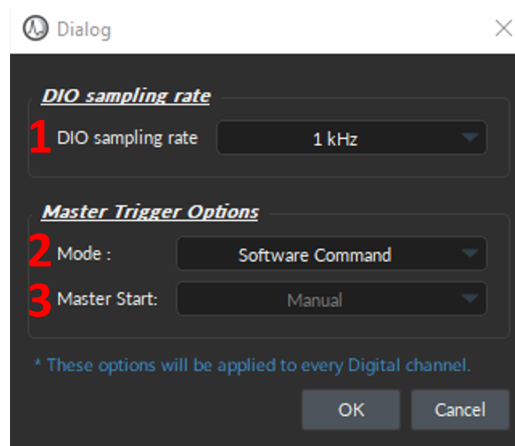 Dialog
DIO sampling rate
1 DIO sampling rate 1 kHz
Master Trigger Options
2 Mode : Software Command
3 Master Start: Manual
* These options will be applied to every Digital channel.
OK Cancel